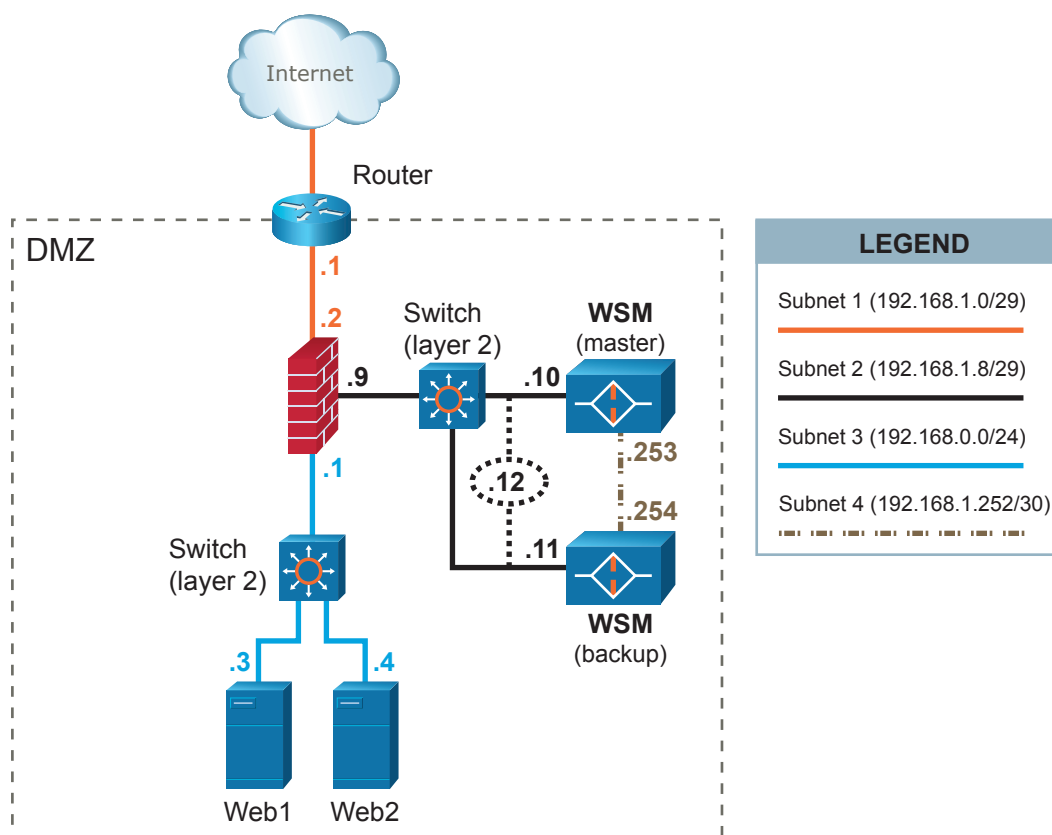 Internet
Router
DMZ
.1
.2
Switch
(layer 2)
WSM
(master)
.9
.10
.1
.12
.253
.254
.11
Switch
(layer 2)
WSM
(backup)
.3
.4
Web1
Web2
LEGEND
Subnet 1 (192.168.1.0/29)
Subnet 2 (192.168.1.8/29)
Subnet 3 (192.168.0.0/24)
Subnet 4 (192.168.1.252/30)